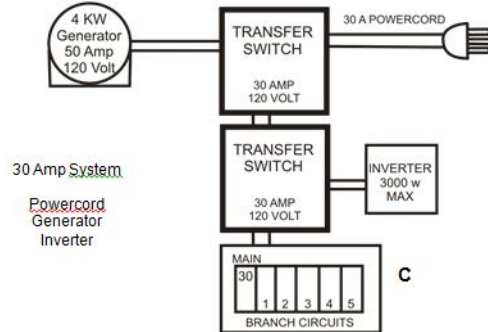 4 KW
Generator
50 Amp
120 Volt
TRANSFER
SWITCH
30 AMP
120 VOLT
30 A POWERCORD
TRANSFER
SWITCH
30 AMP
120 VOLT
INVERTER
3000 w
MAX
30 Amp System
Powercord
Generator
Inverter
MAIN
30
1
2
3
4
5
BRANCH CIRCUITS
C